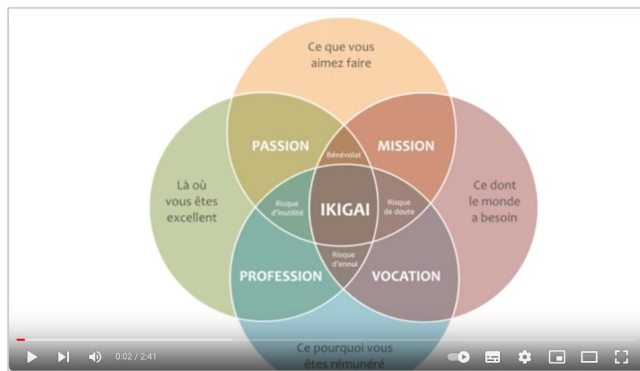 Ce que vous
aimez faire
PASSION
MISSION
Bénévolat
Là où
vous êtes
excellent
Risque
d'inutilité
IKIGAI
Risque
de doute
Ce dont
le monde
a besoin
Risque
d'ennui
PROFESSION
VOCATION
Ce pourquoi vous
êtes rémunéré
0:02 / 2:41